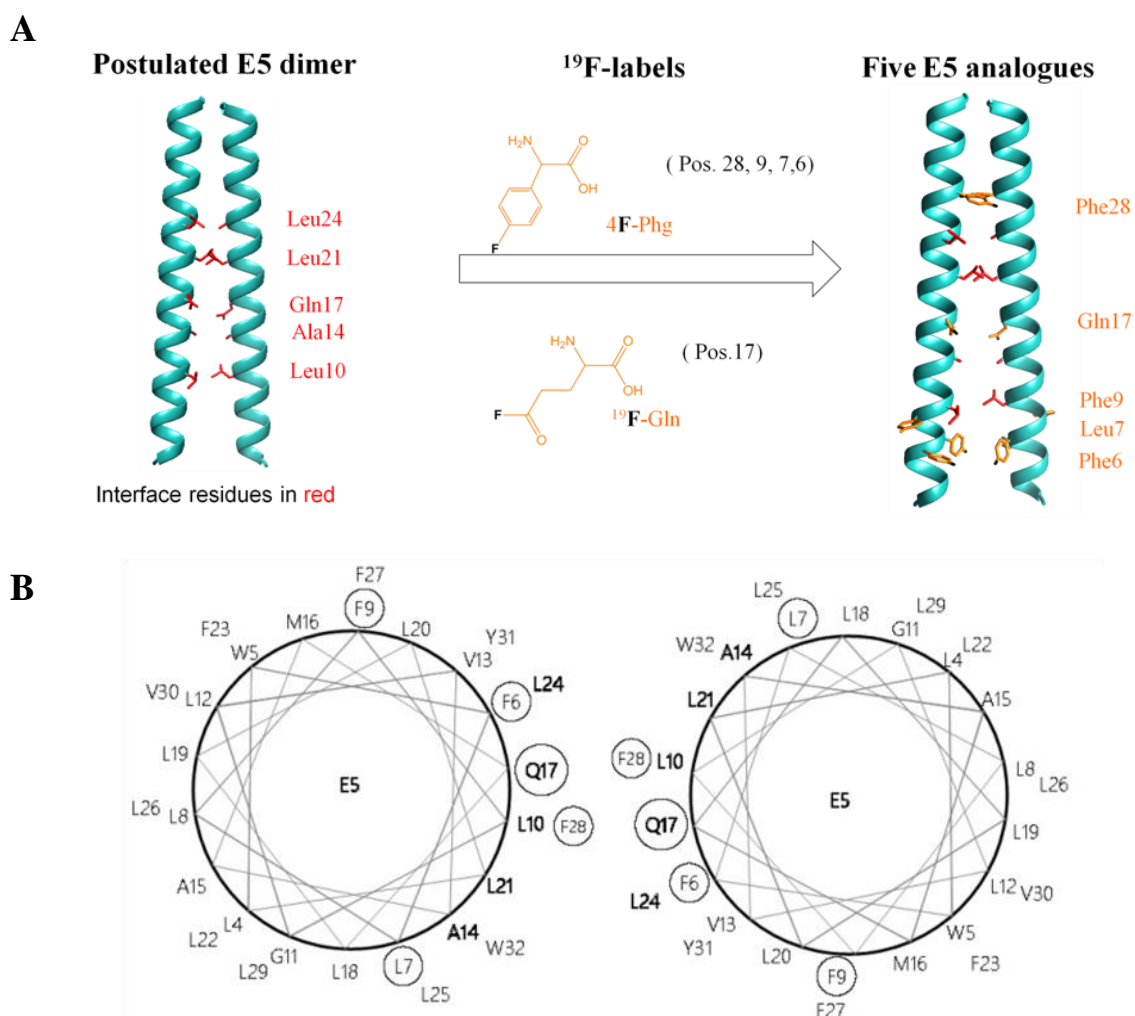 A
Postulated E5 dimer
Leu24
Leu21
Gln17
Ala14
Leu10
Interface residues in red
¹⁹F-labels
H₂N
O
OH
F
4F-Phg
( Pos. 28, 9, 7,6)
H₂N
O
OH
F
O
¹⁹F-Gln
( Pos.17)
Five E5 analogues
Phe28
Gln17
Phe9
Leu7
Phe6
B
F27
F9
M16
L20
F23
W5
Y31
V13
V30
L12
L24
F6
L19
E5
Q17
L26
L8
L10
F28
A15
L21
L22
L4
A14
W32
L29
G11
L18
L7
L25
L25
L7
L18
L29
G11
W32
A14
L22
L4
L21
A15
F28
L10
L8
L26
E5
Q17
L19
F6
L24
L12
V30
V13
Y31
W5
L20
M16
F23
F9
F27